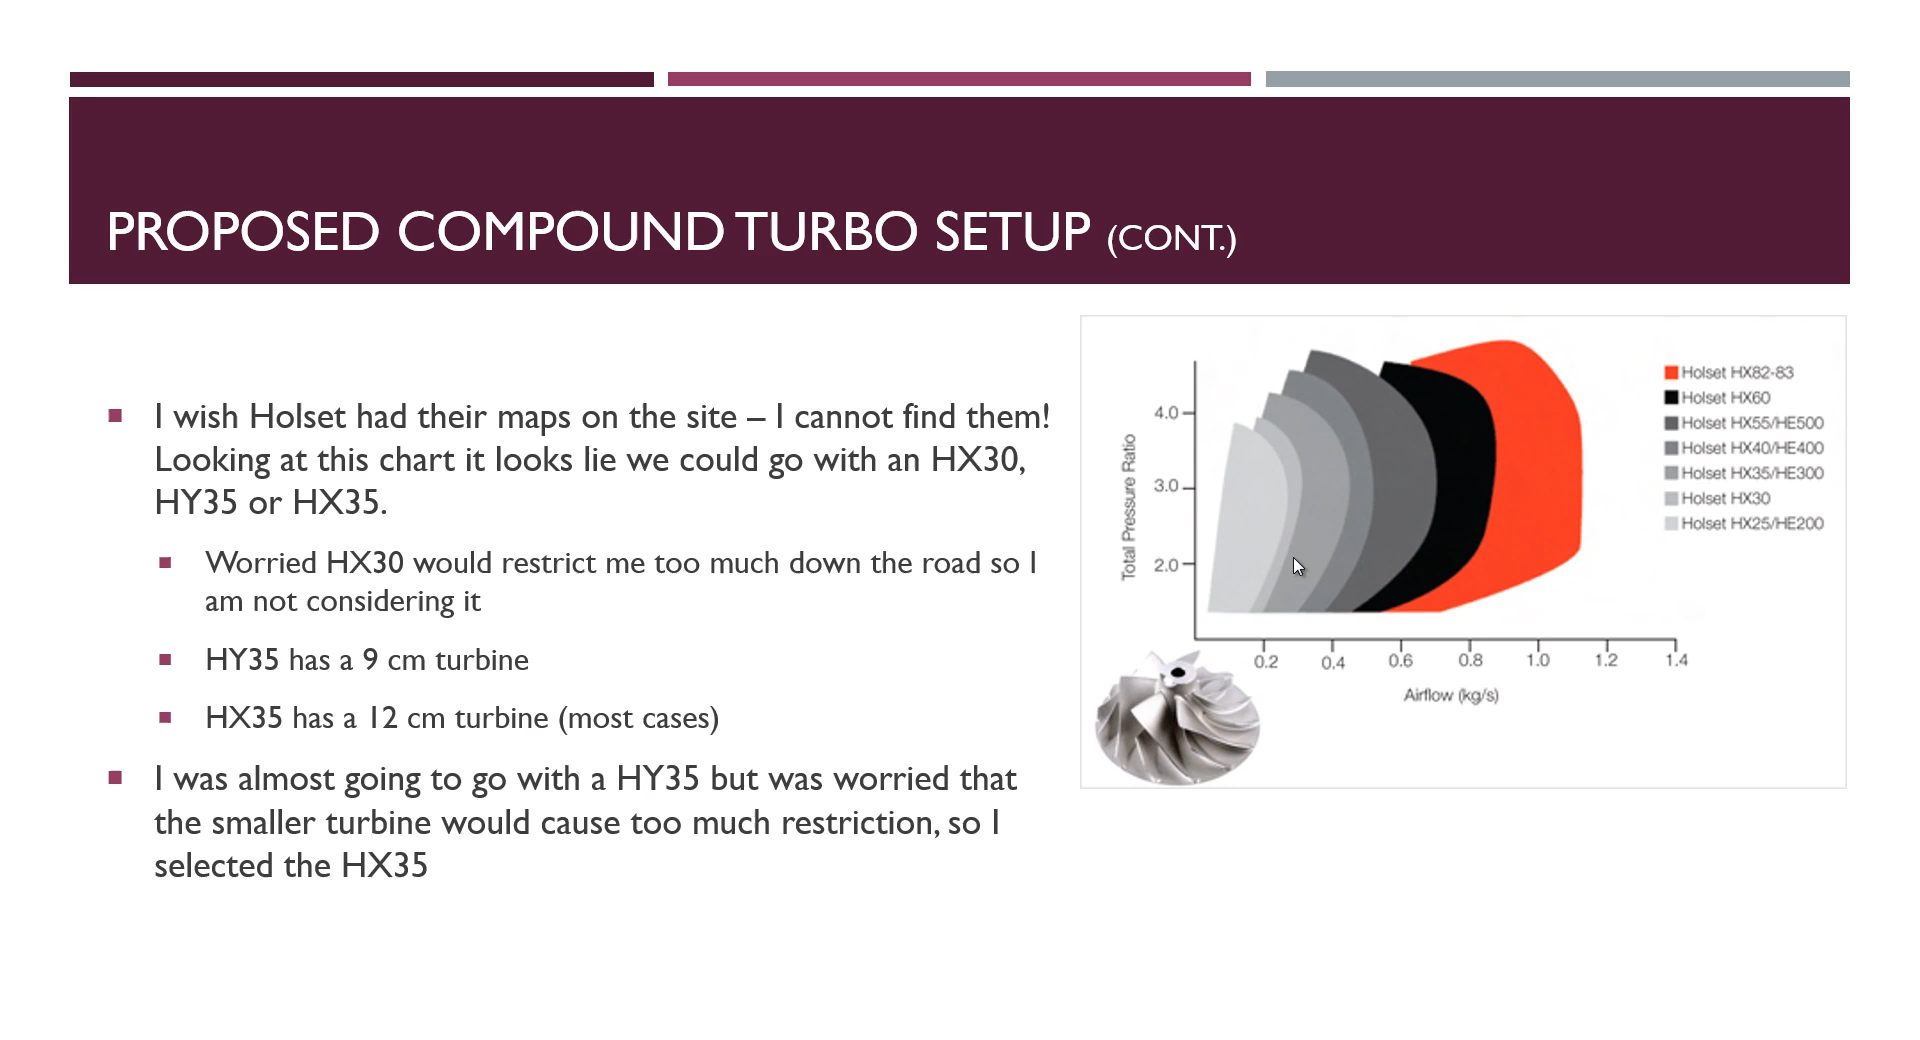 PROPOSED COMPOUND TURBO SETUP (CONT.)
I wish Holset had their maps on the site – I cannot find them!
Looking at this chart it looks lie we could go with an HX30,
HY35 or HX35.
Worried HX30 would restrict me too much down the road so I
am not considering it
HY35 has a 9 cm turbine
HX35 has a 12 cm turbine (most cases)
I was almost going to go with a HY35 but was worried that
the smaller turbine would cause too much restriction, so I
selected the HX35
Total Pressure Ratio
4.0
3.0
2.0
0.2 0.4 0.6 0.8 1.0 1.2 1.4
Airflow (kg/s)
Holset HX82-83
Holset HX60
Holset HX55/HE500
Holset HX40/HE400
Holset HX35/HE300
Holset HX30
Holset HX25/HE200